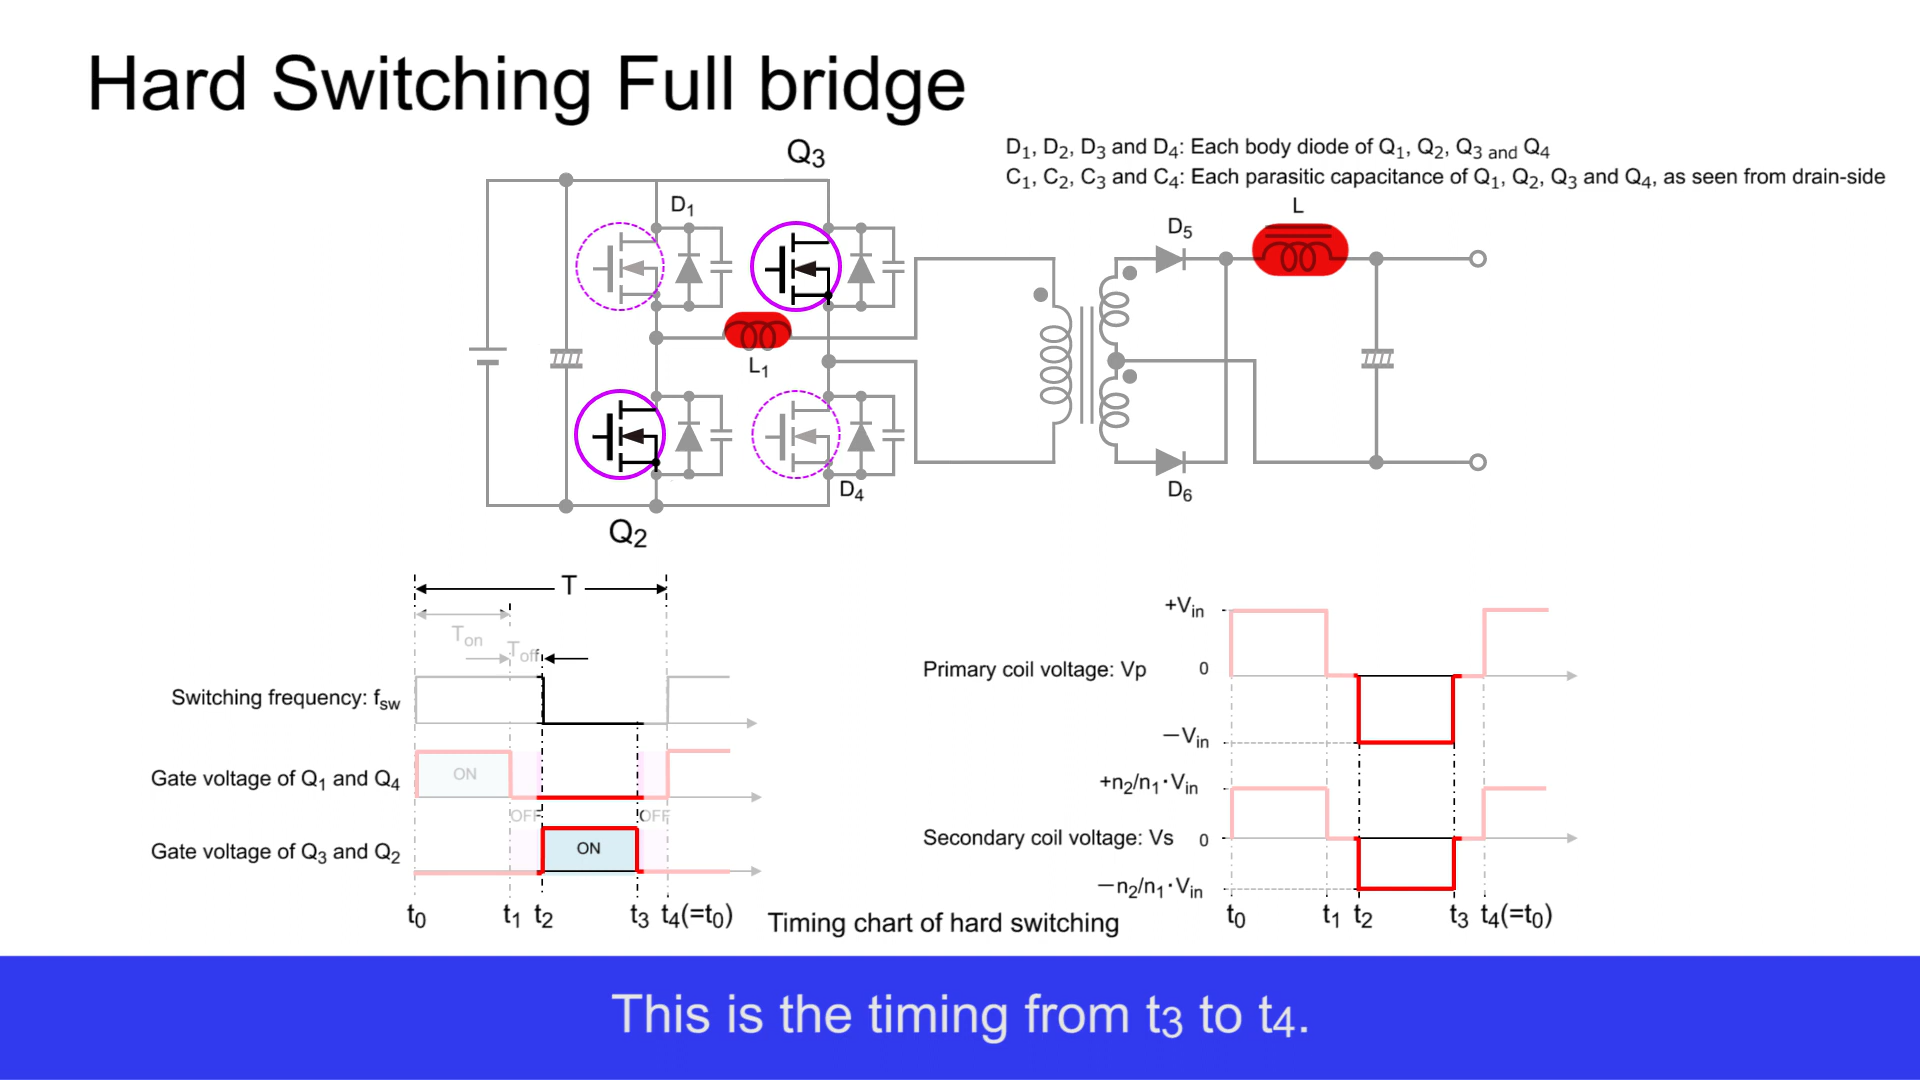 Hard Switching Full bridge
D1, D2, D3 and D4: Each body diode of Q1, Q2, Q3 and Q4
C1, C2, C3 and C4: Each parasitic capacitance of Q1, Q2, Q3 and Q4, as seen from drain-side
Q3
D1
L1
D4
Q2
D5
L
D6
T
Ton
Toff
Switching frequency: fsw
Gate voltage of Q1 and Q4
ON
OFF
OFF
Gate voltage of Q3 and Q2
ON
t0 t1 t2 t3 t4(=t0)
Timing chart of hard switching
+Vin
Primary coil voltage: Vp 0
−Vin
+n2/n1·Vin
Secondary coil voltage: Vs 0
−n2/n1·Vin
t0 t1 t2 t3 t4(=t0)
This is the timing from t3 to t4.